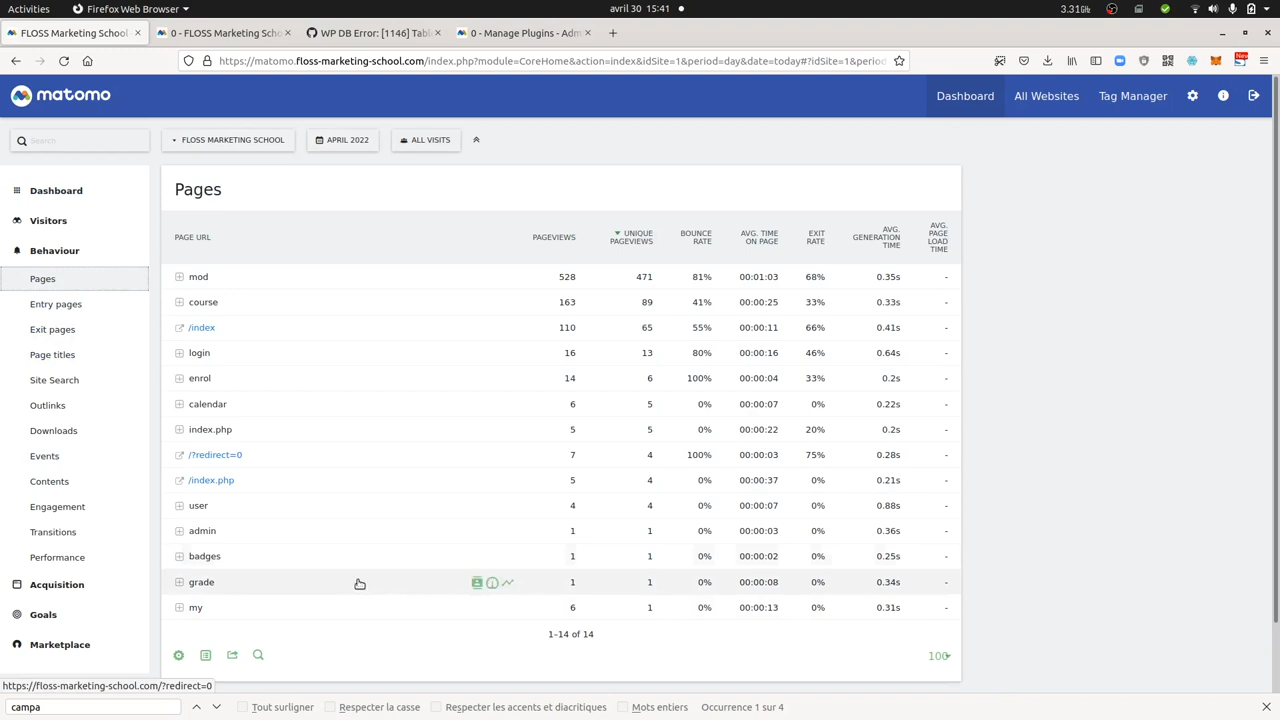 Activities Firefox Web Browser avril 30 15:41 3.31GHz
FLOSS Marketing School 0 - FLOSS Marketing Sch WP DB Error: [1146] Tabl 0 - Manage Plugins - Adm
https://matomo.floss-marketing-school.com/index.php?module=CoreHome&action=index&idSite=1&period=day&date=today#?idSite=1&period
New
matomo Dashboard All Websites Tag Manager
Search FLOSS MARKETING SCHOOL APRIL 2022 ALL VISITS
Dashboard
Visitors
Behaviour
Pages
Entry pages
Exit pages
Page titles
Site Search
Outlinks
Downloads
Events
Contents
Engagement
Transitions
Performance
Acquisition
Goals
Marketplace
Pages
PAGE URL PAGEVIEWS UNIQUE PAGEVIEWS BOUNCE RATE AVG. TIME ON PAGE EXIT RATE AVG. GENERATION TIME AVG. PAGE LOAD TIME
mod 528 471 81% 00:01:03 68% 0.35s -
course 163 89 41% 00:00:25 33% 0.33s -
/index 110 65 55% 00:00:11 66% 0.41s -
login 16 13 80% 00:00:16 46% 0.64s -
enrol 14 6 100% 00:00:04 33% 0.2s -
calendar 6 5 0% 00:00:07 0% 0.22s -
index.php 5 5 0% 00:00:22 20% 0.2s -
/?redirect=0 7 4 100% 00:00:03 75% 0.28s -
/index.php 5 4 0% 00:00:37 0% 0.21s -
user 4 4 0% 00:00:07 0% 0.88s -
admin 1 1 0% 00:00:03 0% 0.36s -
badges 1 1 0% 00:00:02 0% 0.25s -
grade 1 1 0% 00:00:08 0% 0.34s -
my 6 1 0% 00:00:13 0% 0.31s -
1–14 of 14
100
https://floss-marketing-school.com/?redirect=0
campa Tout surligner Respecter la casse Respecter les accents et diacritiques Mots entiers Occurrence 1 sur 4